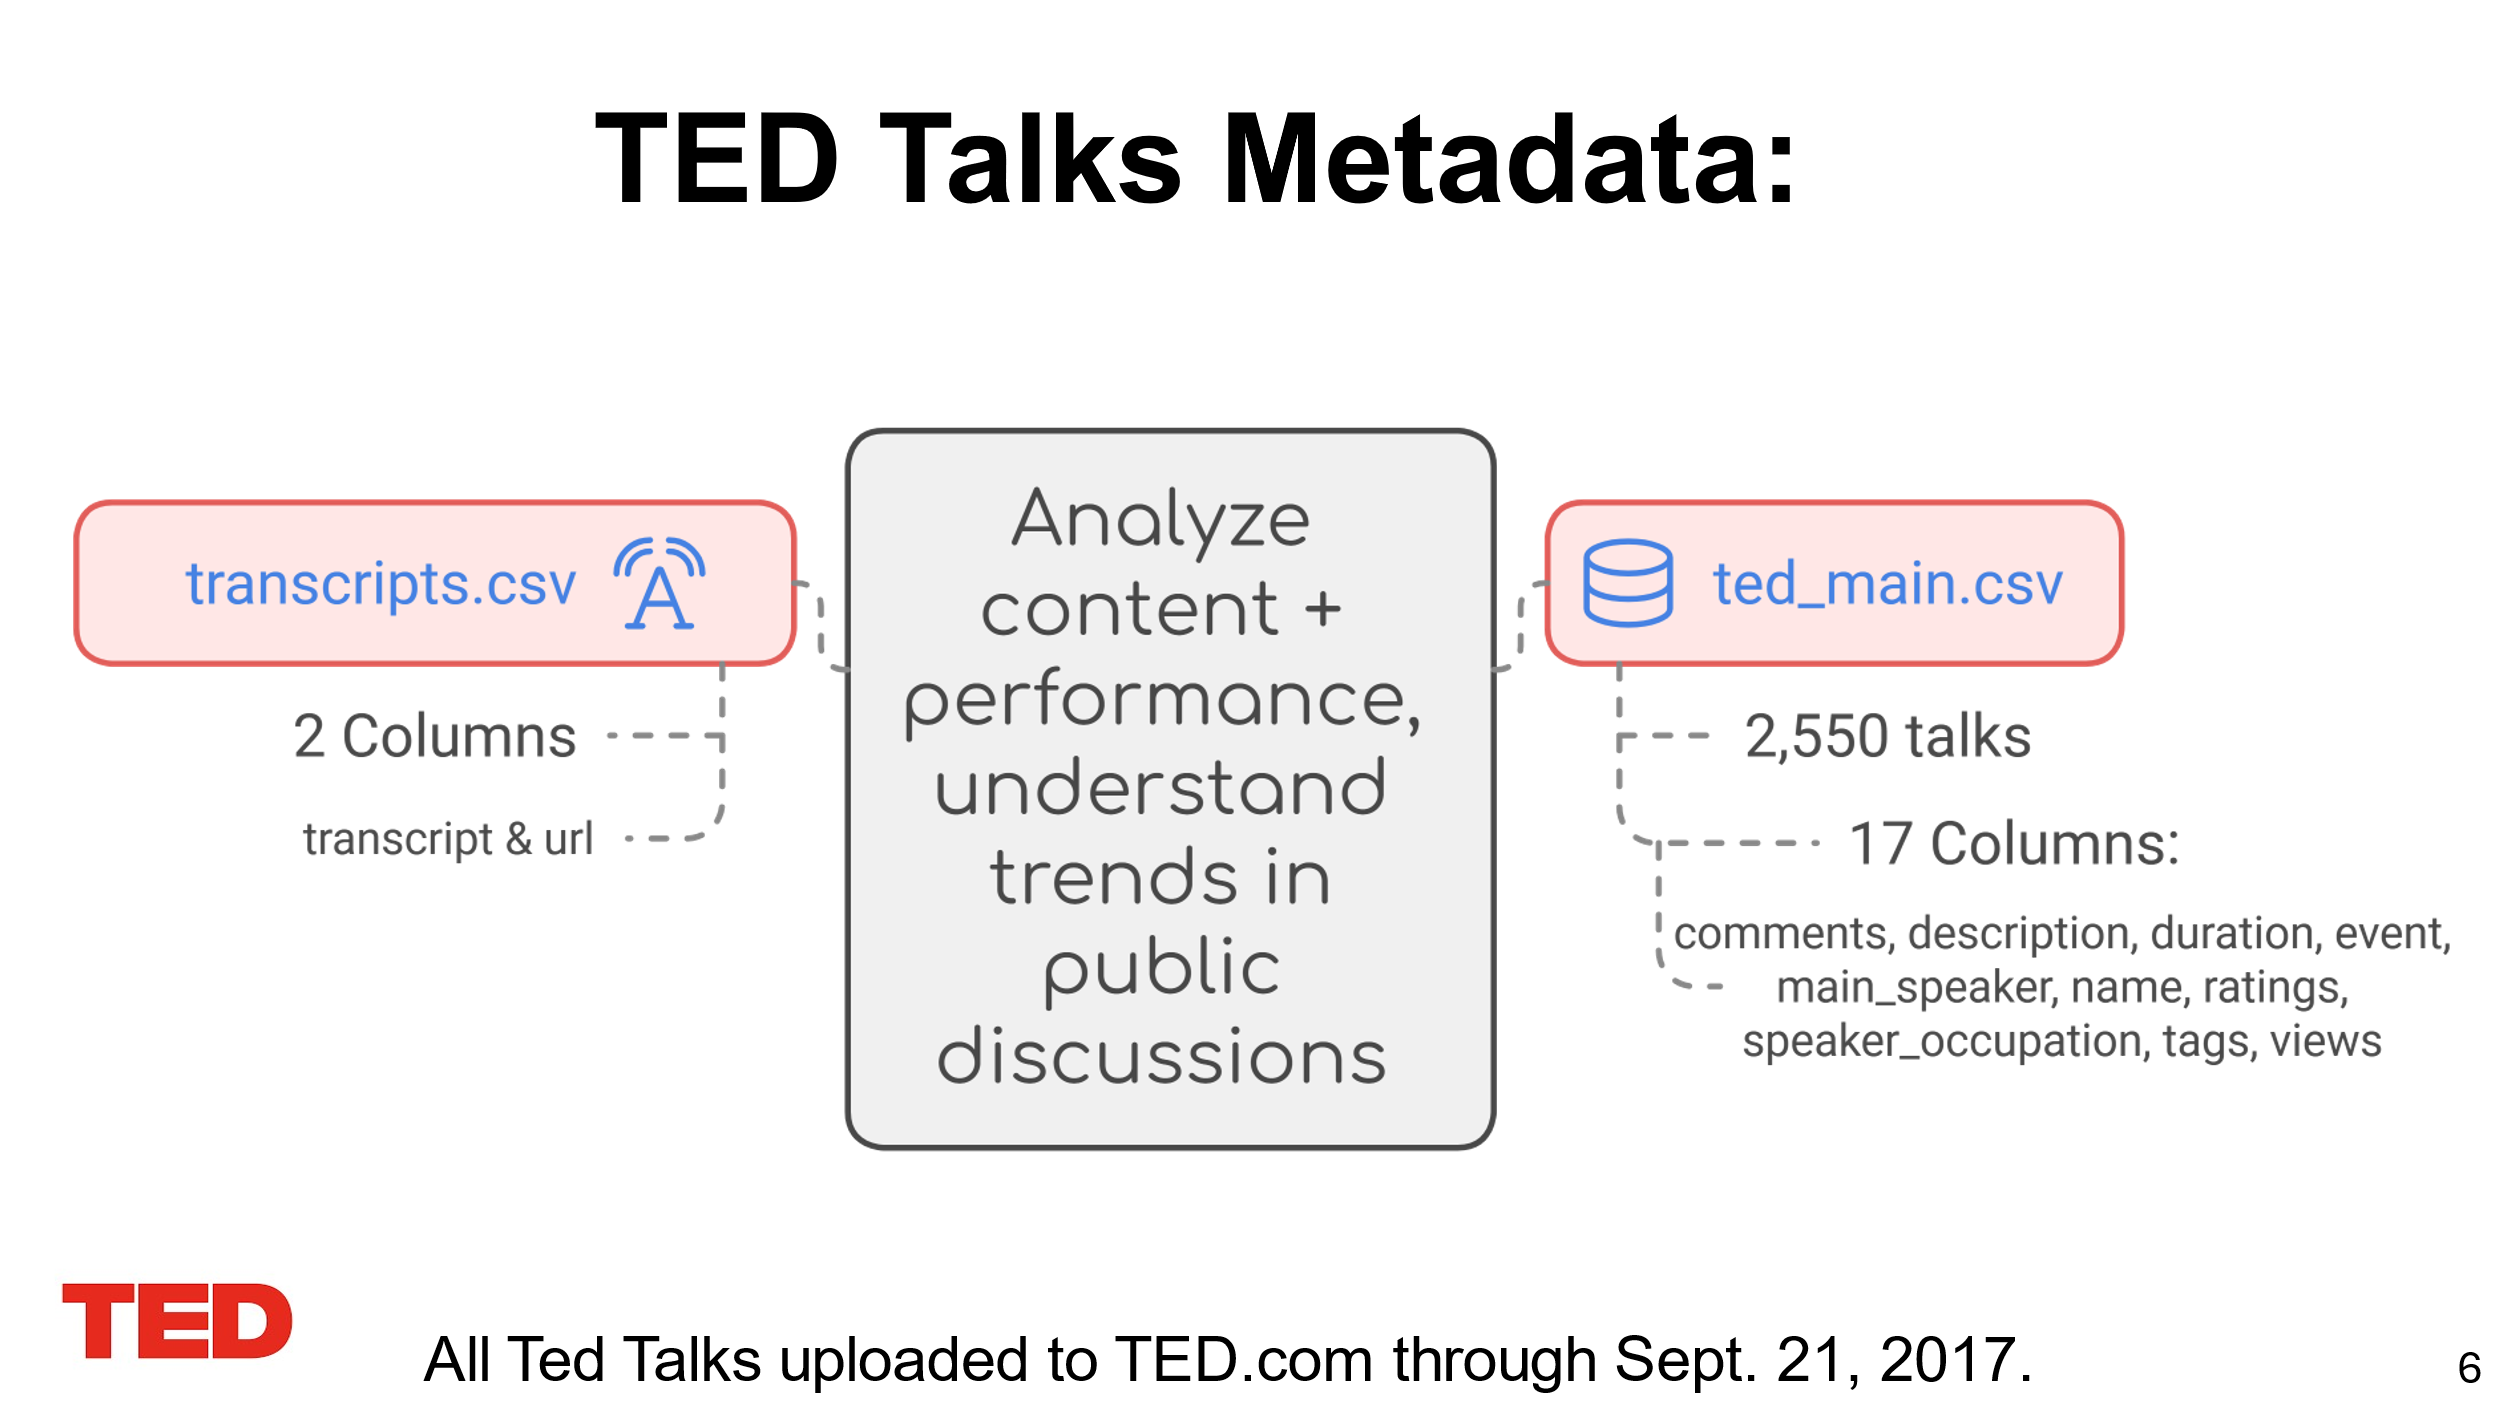 TED Talks Metadata:
transcripts.csv
2 Columns
transcript & url
Analyze
content +
performance,
understand
trends in
public
discussions
ted_main.csv
2,550 talks
17 Columns:
comments, description, duration, event,
main_speaker, name, ratings,
speaker_occupation, tags, views
TED
All Ted Talks uploaded to TED.com through Sept. 21, 2017.
6